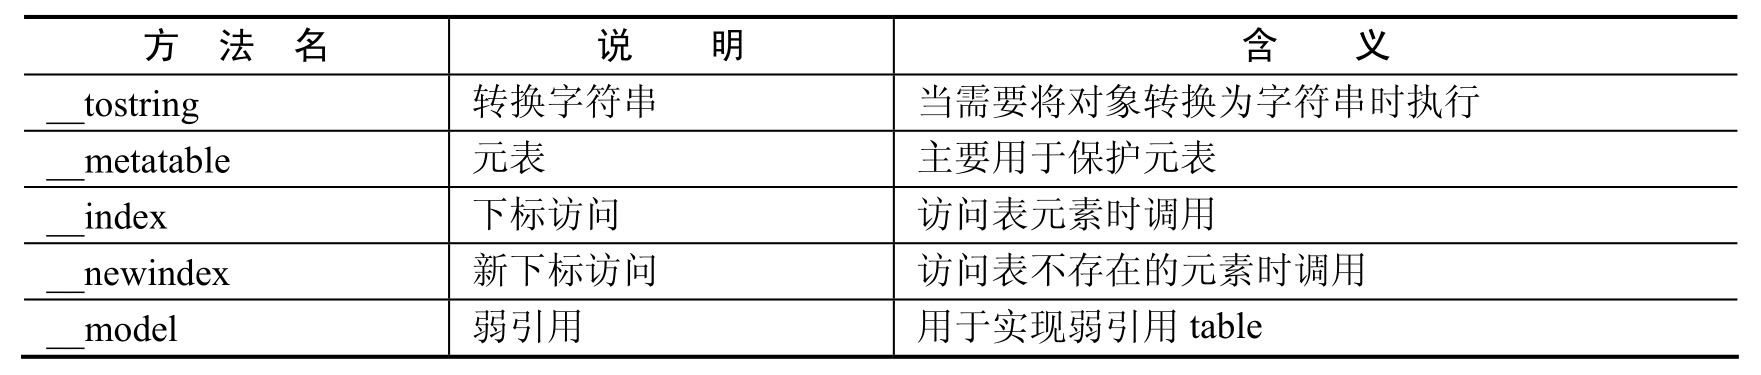 方 法 名 说 明 含 义
__tostring 转换字符串 当需要将对象转换为字符串时执行
__metatable 元表 主要用于保护元表
__index 下标访问 访问表元素时调用
__newindex 新下标访问 访问表不存在的元素时调用
__model 弱引用 用于实现弱引用 table